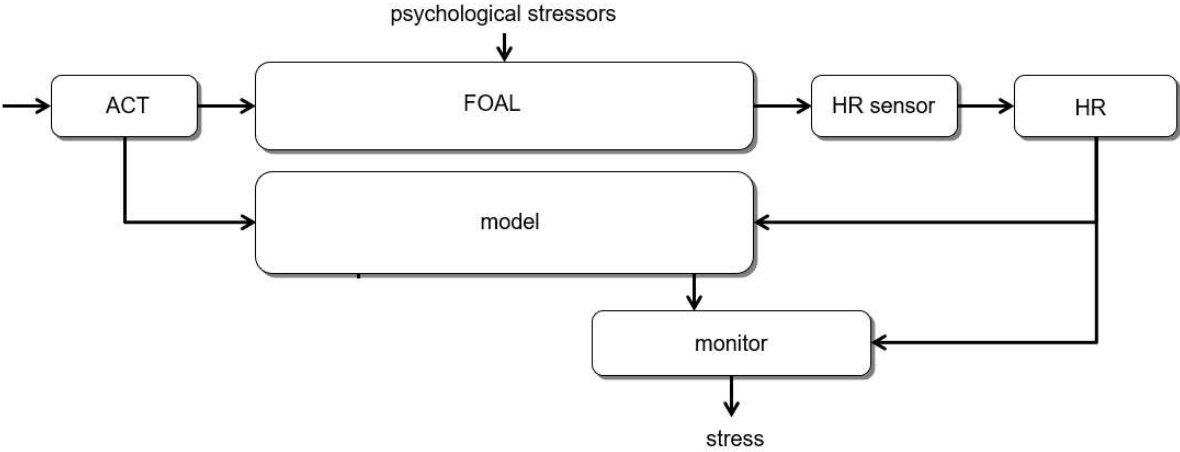 psychological stressors
ACT
FOAL
HR sensor
HR
model
monitor
stress